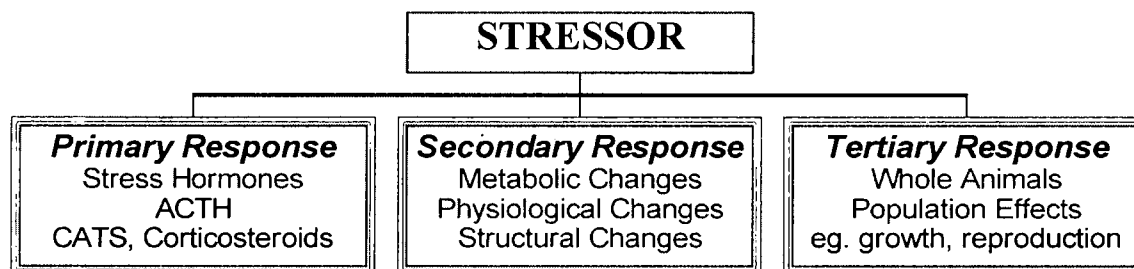 STRESSOR
Primary Response
Stress Hormones
ACTH
CATS, Corticosteroids
Secondary Response
Metabolic Changes
Physiological Changes
Structural Changes
Tertiary Response
Whole Animals
Population Effects
eg. growth, reproduction